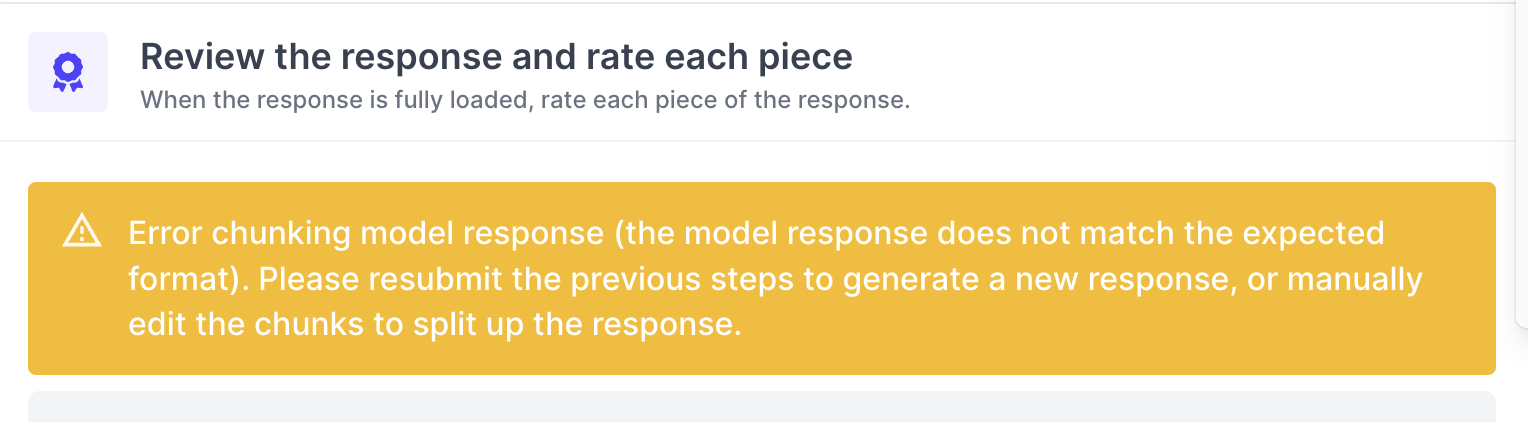 Review the response and rate each piece
When the response is fully loaded, rate each piece of the response.
Error chunking model response (the model response does not match the expected
format). Please resubmit the previous steps to generate a new response, or manually
edit the chunks to split up the response.